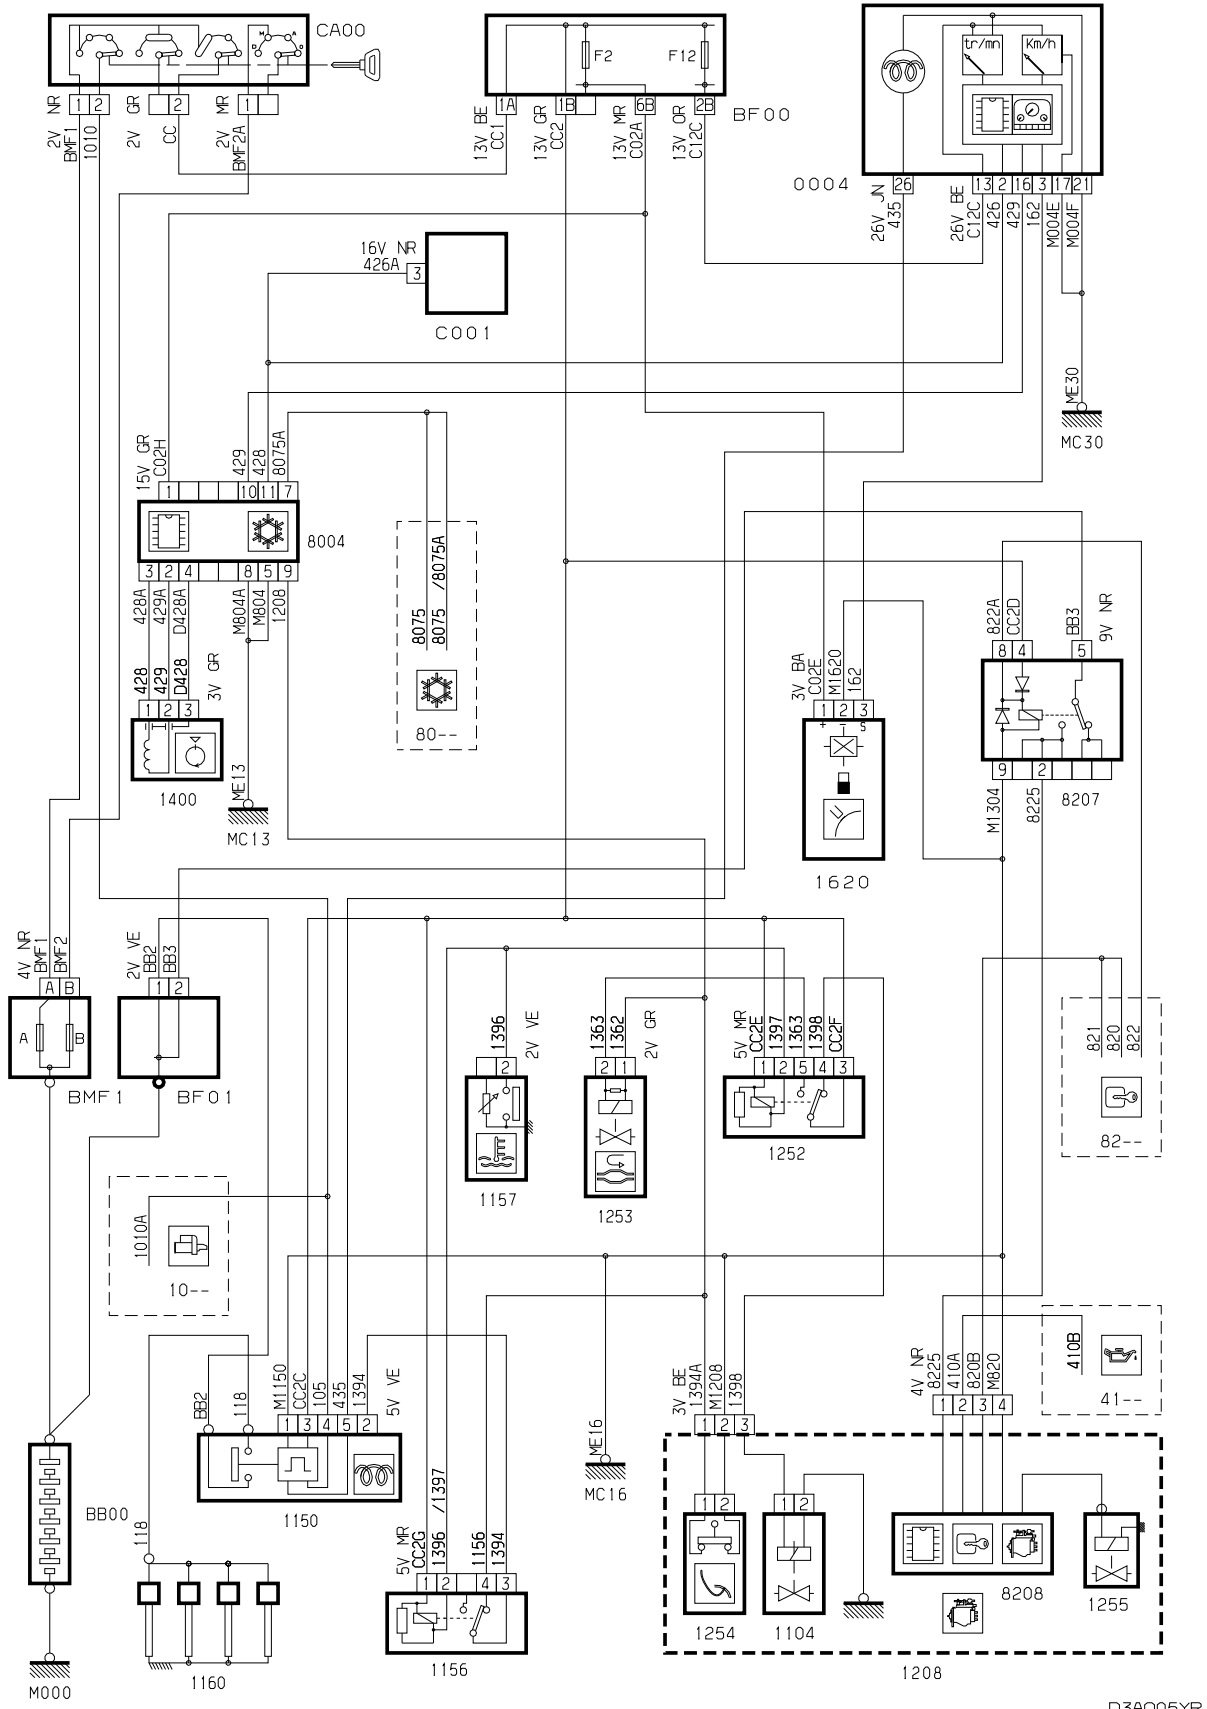 CA00
M A
D
1 2
2
1
2V NR
BMF1
1010
2V GR
CC
2V MR
BMF2A
F2
F12
1A 1B 6B 2B
BF00
13V BE
CC1
13V GR
CC2
13V MR
C02A
13V OR
C12C
tr/mn
Km/h
0004
26 13 2 16 3 17 21
26V JN
435
26V BE
C12C
426
429
162
M004E
M004F
16V NR
426A
3
C001
ME30
MC30
15V GR
C02H
429
428
8075A
1 10 11 7
8004
3 2 4 8 5 9
428A
429A
D428A
M804A
M804
1208
428
429
D428
3V GR
1 2 3
1400
ME13
MC13
8075
8075 /8075A
80--
3V BA
C02E
M1620
162
1 2 3
+ - S
1620
822A
CC2D
BB3
9V NR
8 4 5
9 2
8207
M1304
8225
4V NR
BMF1
BMF2
A B
A B
BMF1
2V VE
BB2
BB3
1 2
BF01
1396
2V VE
2
1157
1363
1362
2V GR
2 1
1253
5V MR
CC2E
1397
1363
1398
CC2F
1 2 5 4 3
1252
821
820
822
82--
1010A
10--
BB2
118
M1150
CC2C
105
435
1394
5V VE
1 3 4 5 2
1150
BB00
118
1160
M000
5V MR
CC2G
1396 /1397
1156
1394
1 2 4 3
1156
ME16
MC16
3V BE
1394A
M1208
1398
1 2 3
4V NR
8225
410A
820B
M820
1 2 3 4
410B
41--
1 2
1254
1 2
1104
8208
1255
1208
D3A005YR